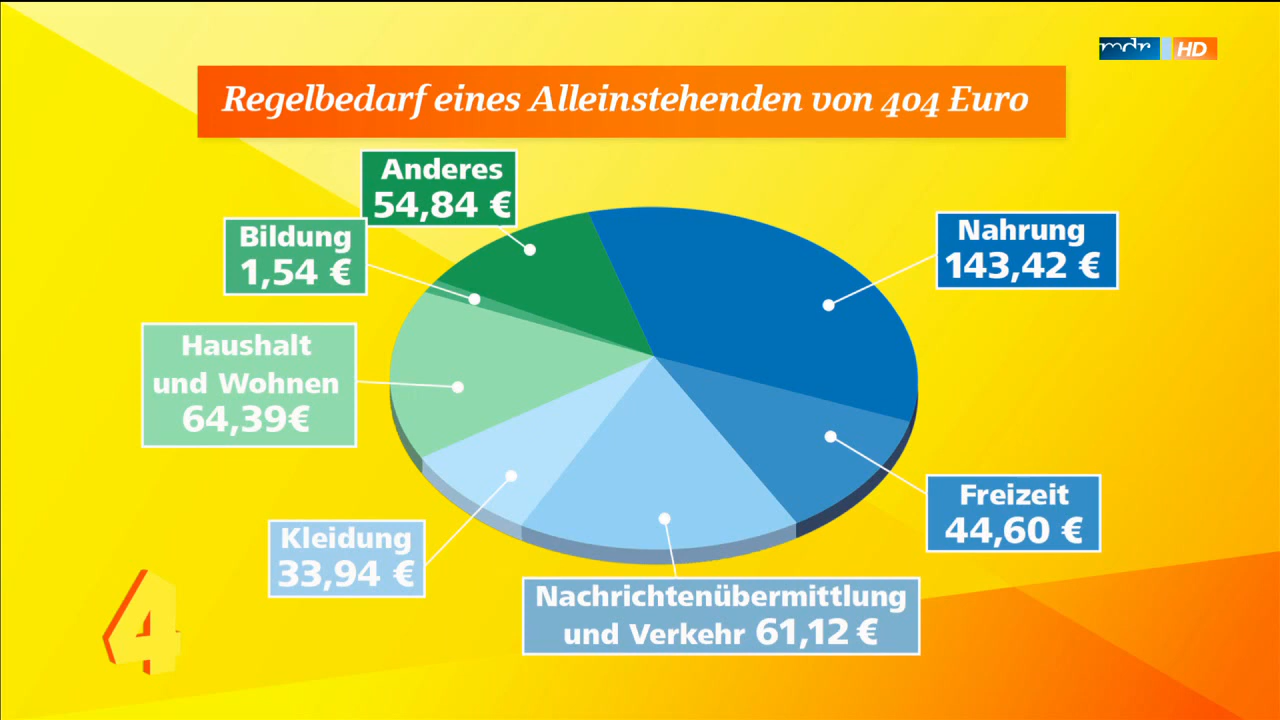 mdr HD
Regelbedarf eines Alleinstehenden von 404 Euro
Anderes
54,84 €
Bildung
1,54 €
Nahrung
143,42 €
Haushalt
und Wohnen
64,39€
Freizeit
44,60 €
Kleidung
33,94 €
Nachrichtenübermittlung
und Verkehr 61,12 €
4